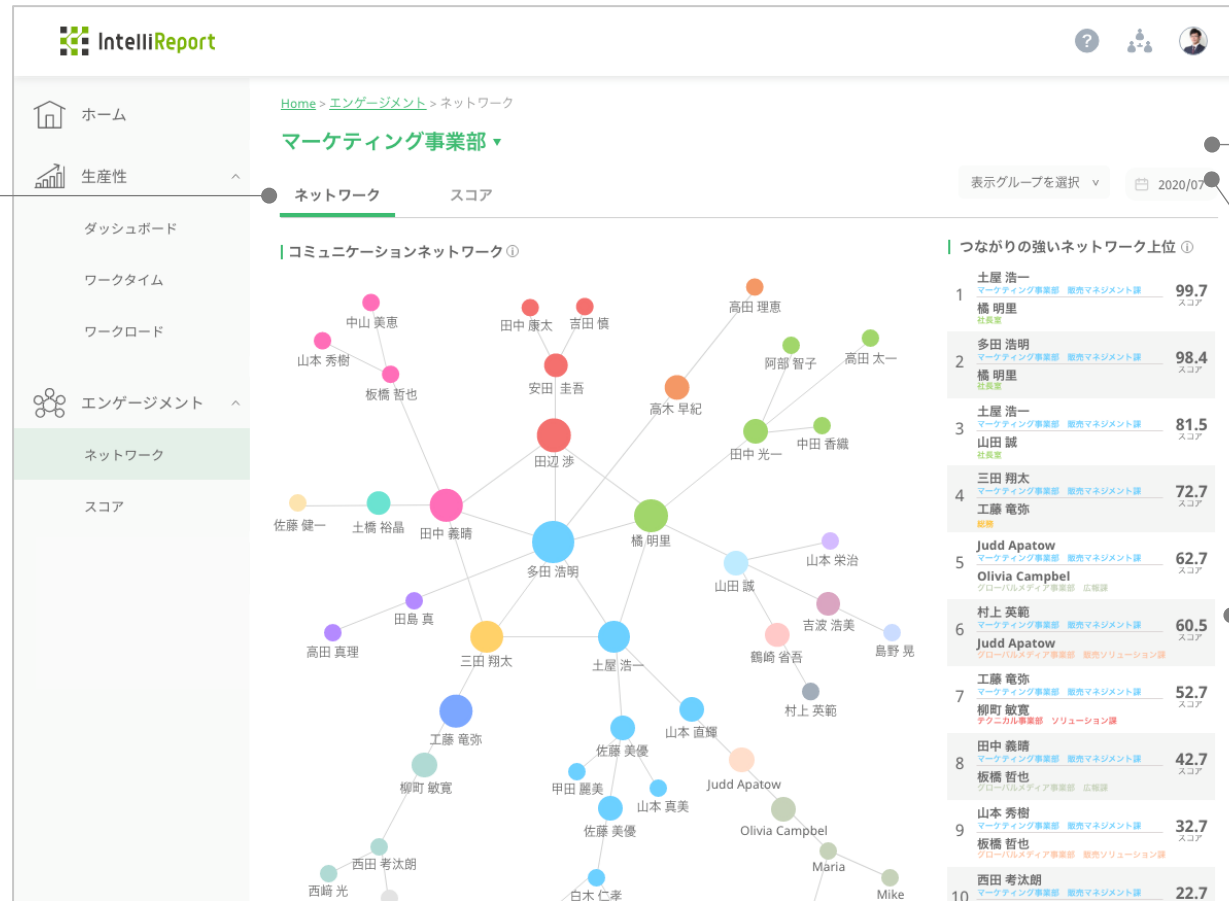 IntelliReport
?
ホーム
生産性
ダッシュボード
ワークタイム
ワークロード
エンゲージメント
ネットワーク
スコア
Home > エンゲージメント > ネットワーク
マーケティング事業部
ネットワーク
スコア
表示グループを選択
2020/07
コミュニケーションネットワーク
高田 理恵
中山 美恵
田中 康太
吉田 慎
山本 秀樹
阿部 智子
高田 太一
板橋 哲也
安田 圭吾
高木 早紀
中田 香織
田中 光一
田辺 渉
佐藤 健一
土橋 裕晶
田中 義晴
橘 明里
多田 浩明
山本 栄治
山田 誠
田島 真
吉波 浩美
高田 真理
三田 翔太
土屋 浩一
鶴崎 省吾
島野 晃
村上 英範
工藤 竜弥
山本 直輝
佐藤 美優
柳町 敏寛
甲田 麗美
Judd Apatow
山本 真美
佐藤 美優
Olivia Campbel
西田 考汰朗
Maria
西﨑 光
白木 仁孝
Mike
つながりの強いネットワーク上位
1
土屋 浩一
マーケティング事業部 販売マネジメント課
橘 明里
社長室
99.7
スコア
2
多田 浩明
マーケティング事業部 販売マネジメント課
橘 明里
社長室
98.4
スコア
3
土屋 浩一
マーケティング事業部 販売マネジメント課
山田 誠
社長室
81.5
スコア
4
三田 翔太
マーケティング事業部 販売マネジメント課
工藤 竜弥
総務
72.7
スコア
5
Judd Apatow
マーケティング事業部 販売マネジメント課
Olivia Campbel
グローバルメディア事業部 広報課
62.7
スコア
6
村上 英範
マーケティング事業部 販売マネジメント課
Judd Apatow
グローバルメディア事業部 販売ソリューション課
60.5
スコア
7
工藤 竜弥
マーケティング事業部 販売マネジメント課
柳町 敏寛
テクニカル事業部 ソリューション課
52.7
スコア
8
田中 義晴
マーケティング事業部 販売マネジメント課
板橋 哲也
グローバルメディア事業部 広報課
42.7
スコア
9
山本 秀樹
マーケティング事業部 販売マネジメント課
板橋 哲也
グローバルメディア事業部 販売ソリューション課
32.7
スコア
10
西田 考汰朗
マーケティング事業部 販売マネジメント課
22.7